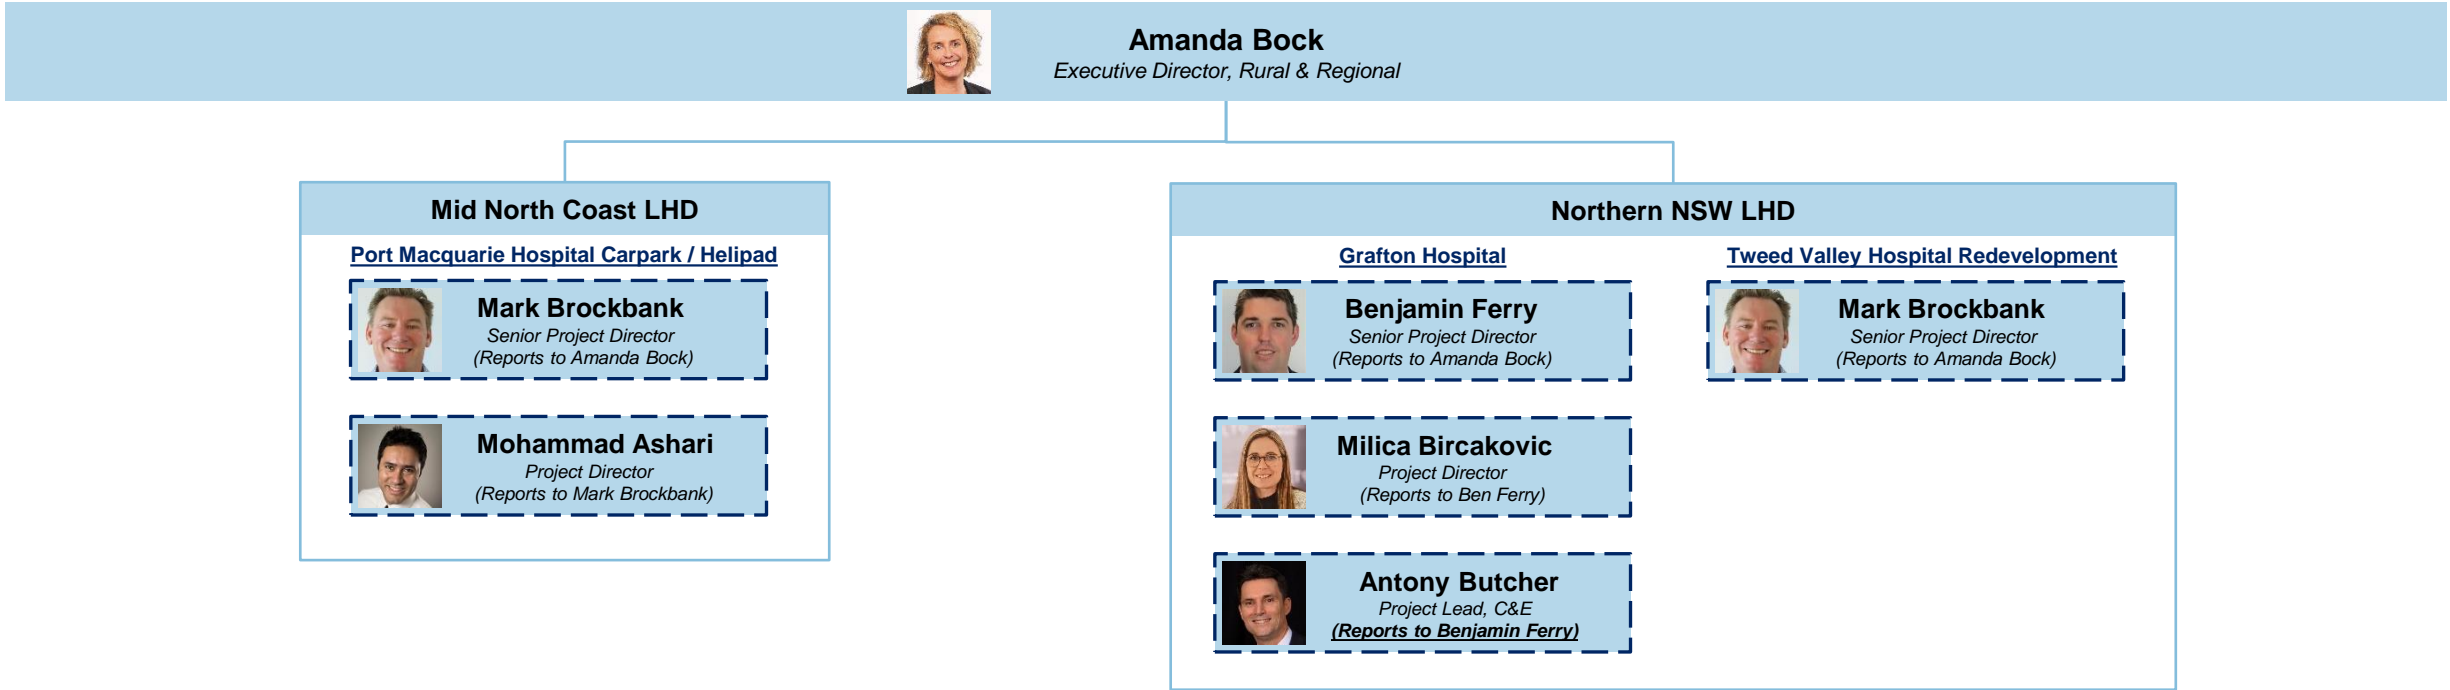 Amanda Bock
Executive Director, Rural & Regional
Mid North Coast LHD
Port Macquarie Hospital Carpark / Helipad
Mark Brockbank
Senior Project Director
(Reports to Amanda Bock)
Mohammad Ashari
Project Director
(Reports to Mark Brockbank)
Northern NSW LHD
Grafton Hospital
Benjamin Ferry
Senior Project Director
(Reports to Amanda Bock)
Milica Bircakovic
Project Director
(Reports to Ben Ferry)
Antony Butcher
Project Lead, C&E
(Reports to Benjamin Ferry)
Tweed Valley Hospital Redevelopment
Mark Brockbank
Senior Project Director
(Reports to Amanda Bock)